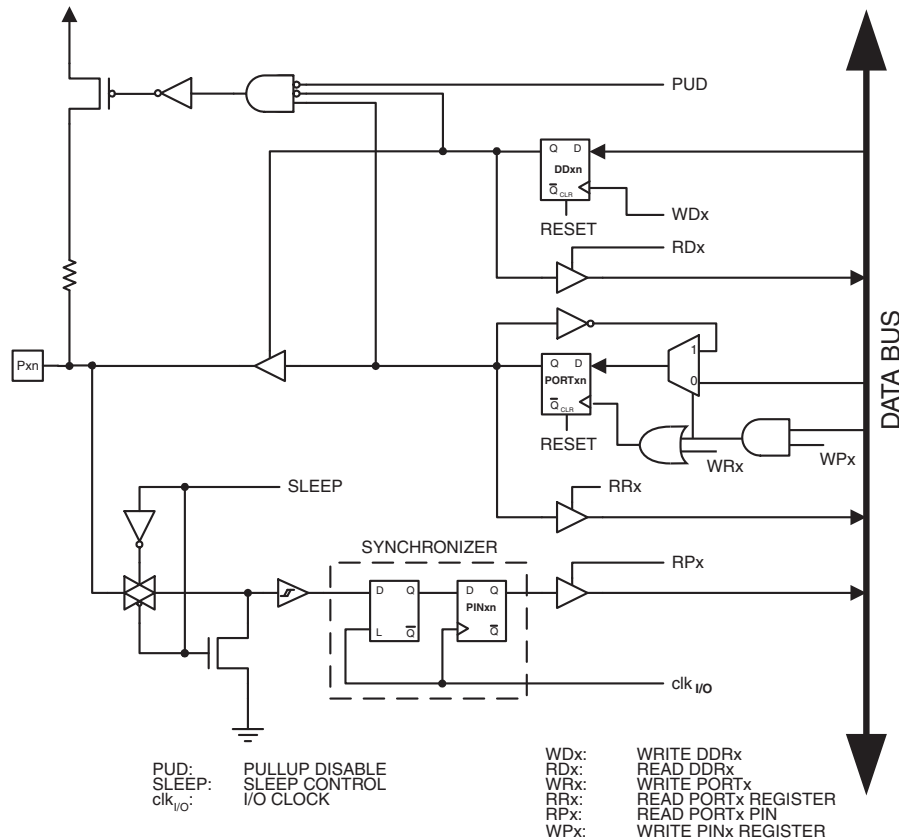 PUD
Q D
DDxn
Q CLR
WDx
RESET
RDx
Pxn
1
Q D
PORTxn
0
Q CLR
RESET
WRx
WPx
DATA BUS
SLEEP
RRx
SYNCHRONIZER
RPx
D Q
D Q
PINxn
L Q
Q
clk I/O
PUD: PULLUP DISABLE
SLEEP: SLEEP CONTROL
clkI/O: I/O CLOCK
WDx: WRITE DDRx
RDx: READ DDRx
WRx: WRITE PORTx
RRx: READ PORTx REGISTER
RPx: READ PORTx PIN
WPx: WRITE PINx REGISTER